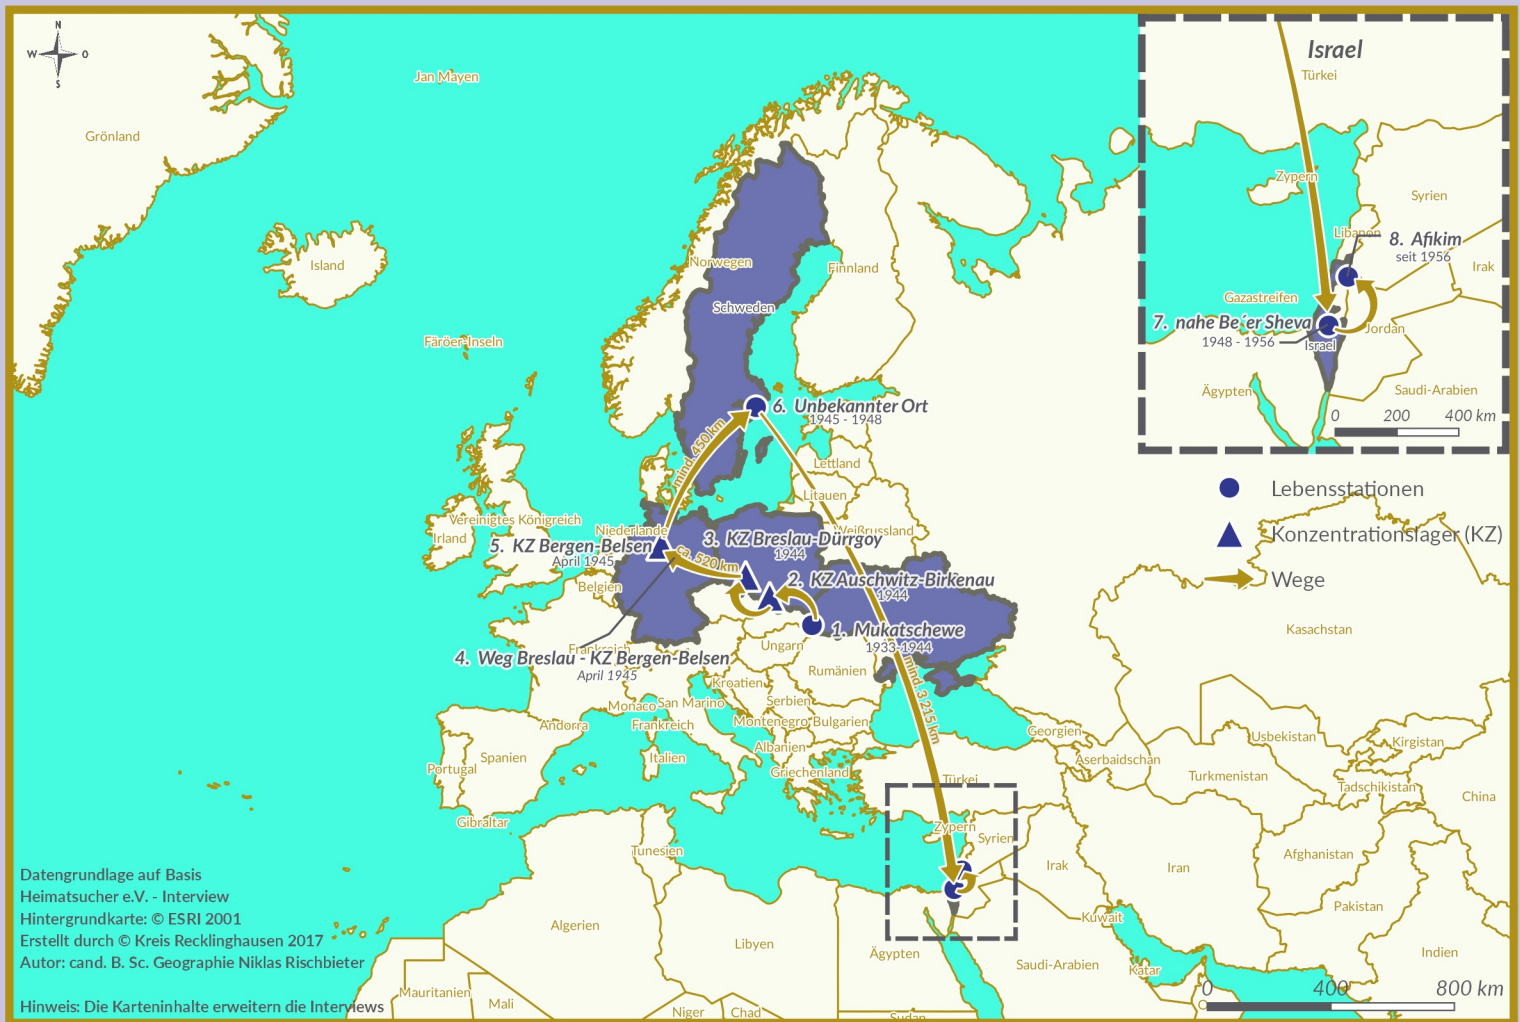 N
W
O
S
Jan Mayen
Grönland
Island
Färöer-Inseln
Norwegen
Schweden
Finnland
6. Unbekannter Ort
1945 - 1948
mind. 450 km
Lettland
Litauen
Weißrussland
Vereinigtes Königreich
Irland
Niederlande
5. KZ Bergen-Belsen
April 1945
3. KZ Breslau-Dürrgoy
1944
ca. 520 km
Belgien
2. KZ Auschwitz-Birkenau
1944
1. Mukatschewe
1933-1944
Frankreich
4. Weg Breslau - KZ Bergen-Belsen
April 1945
Ungarn
Rumänien
mind. 3.215 km
Kroatien
Monaco
San Marino
Serbien
Andorra
Frankreich
Montenegro
Bulgarien
Spanien
Italien
Albanien
Portugal
Griechenland
Gibraltar
Türkei
Georgien
Aserbaidschan
Kasachstan
Usbekistan
Kirgistan
Turkmenistan
Tadschikistan
China
Zypern
Syrien
Tunesien
Irak
Iran
Afghanistan
Pakistan
Kuwait
Algerien
Libyen
Ägypten
Saudi-Arabien
Katar
Indien
Mauritanien
Mali
Niger
Chad
Sudan
Israel
Türkei
Zypern
Syrien
Libanon
8. Afikim
seit 1956
Irak
Gazastreifen
7. nahe Be´er Sheva
1948 - 1956
Israel
Jordan
Ägypten
Saudi-Arabien
0 200 400 km
Lebensstationen
Konzentrationslager (KZ)
Wege
Datengrundlage auf Basis
Heimatsucher e.V. - Interview
Hintergrundkarte: © ESRI 2001
Erstellt durch © Kreis Recklinghausen 2017
Autor: cand. B. Sc. Geographie Niklas Rischbieter
Hinweis: Die Karteninhalte erweitern die Interviews
0 400 800 km